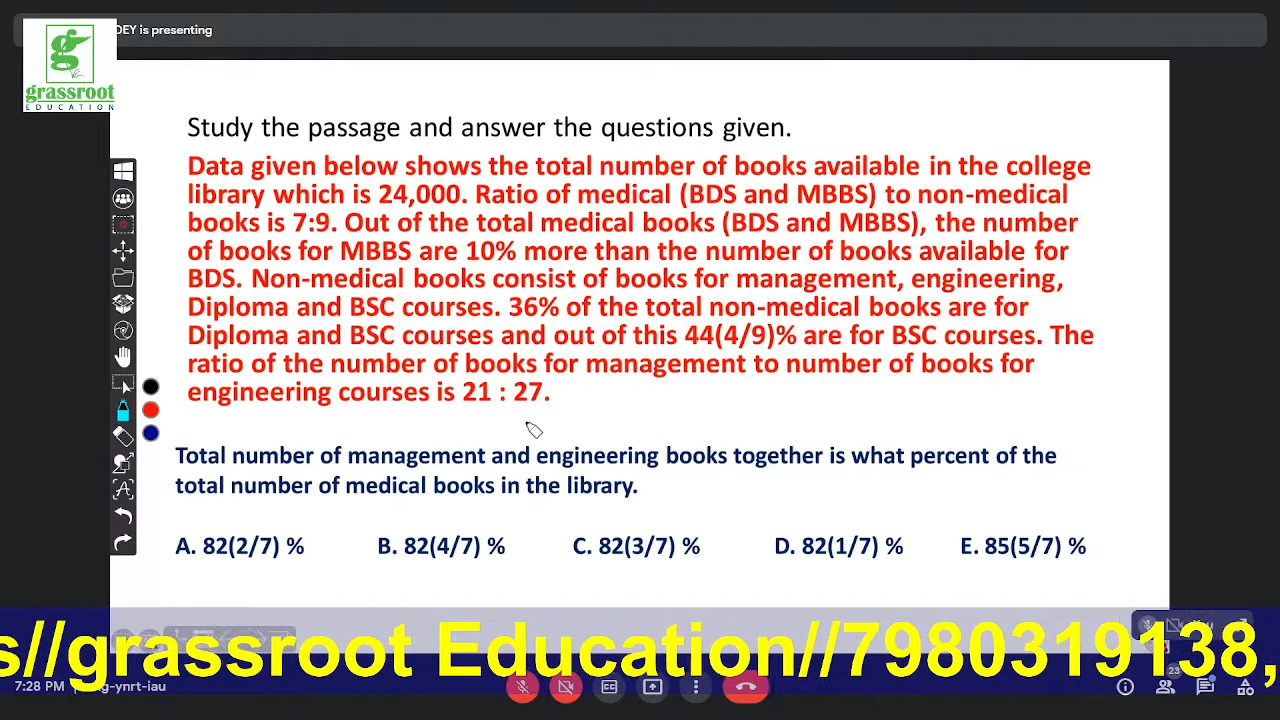 DEY is presenting
grassroot
EDUCATION
Study the passage and answer the questions given.
Data given below shows the total number of books available in the college
library which is 24,000. Ratio of medical (BDS and MBBS) to non-medical
books is 7:9. Out of the total medical books (BDS and MBBS), the number
of books for MBBS are 10% more than the number of books available for
BDS. Non-medical books consist of books for management, engineering,
Diploma and BSC courses. 36% of the total non-medical books are for
Diploma and BSC courses and out of this 44(4/9)% are for BSC courses. The
ratio of the number of books for management to number of books for
engineering courses is 21 : 27.
Total number of management and engineering books together is what percent of the
total number of medical books in the library.
A. 82(2/7) % B. 82(4/7) % C. 82(3/7) % D. 82(1/7) % E. 85(5/7) %
s//grassroot Education//7980319138,
7:28 PM
g-ynrt-iau
23